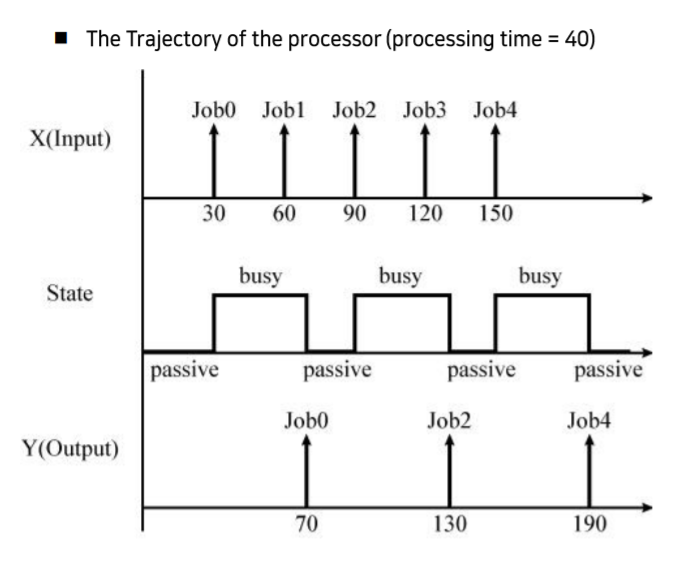 ■ The Trajectory of the processor (processing time = 40)
Job0 Job1 Job2 Job3 Job4
X(Input)
30 60 90 120 150
busy busy busy
State
passive passive passive passive
Job0 Job2 Job4
Y(Output)
70 130 190